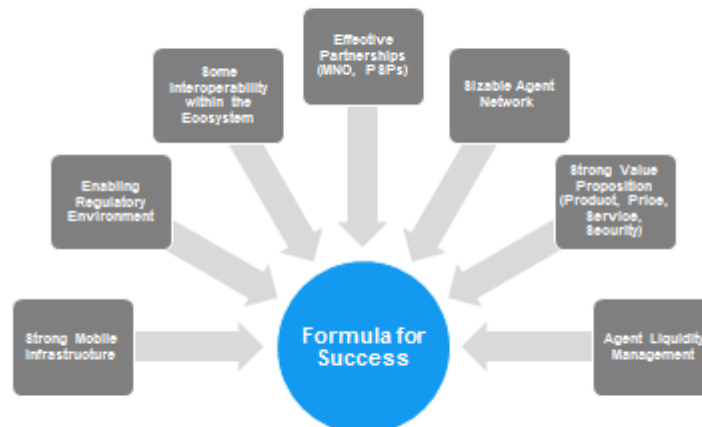 Effective
Partnerships
(MNO, PSPs)
Some
Interoperability
within the
Ecosystem
Sizable Agent
Network
Enabling
Regulatory
Environment
Strong Value
Proposition
(Product, Price,
Service,
Security)
Strong Mobile
Infrastructure
Formula for
Success
Agent Liquidity
Management